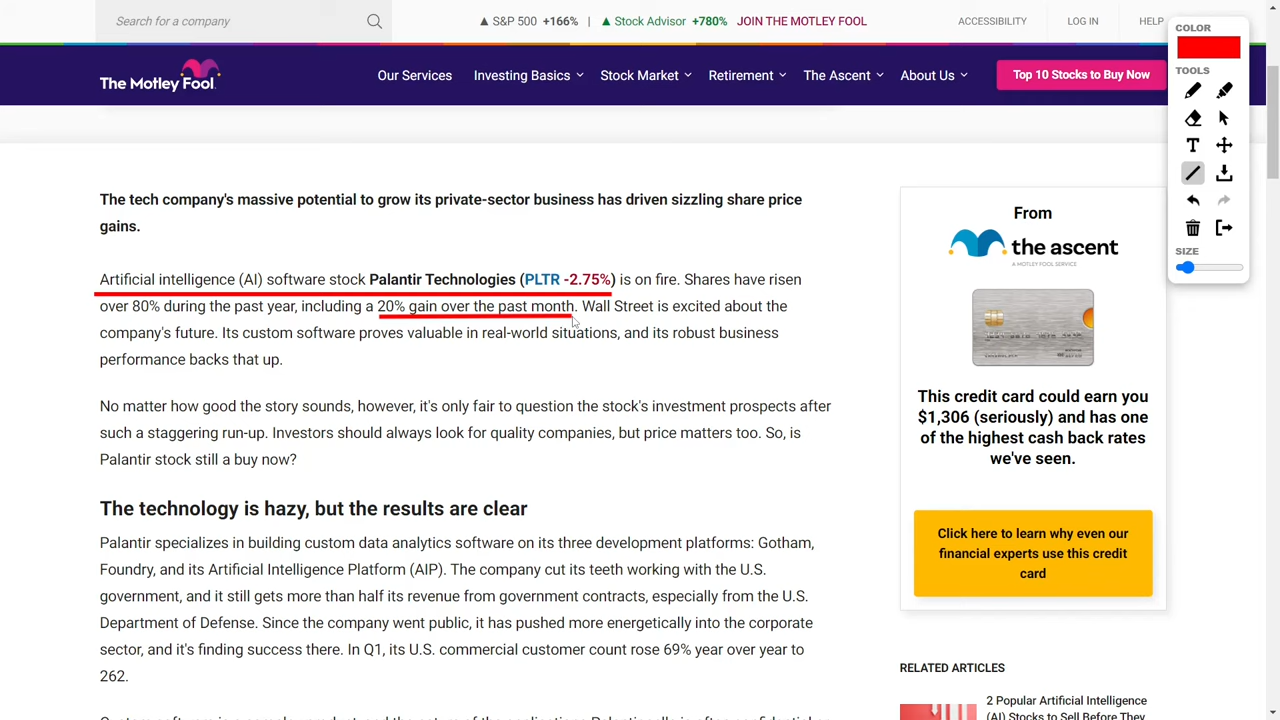 Search for a company
▲ S&P 500 +166% | ▲ Stock Advisor +780% JOIN THE MOTLEY FOOL
ACCESSIBILITY LOG IN HELP
COLOR
The Motley Fool.
Our Services Investing Basics Stock Market Retirement The Ascent About Us Top 10 Stocks to Buy Now
TOOLS
T
SIZE
The tech company's massive potential to grow its private-sector business has driven sizzling share price
gains.
Artificial intelligence (AI) software stock Palantir Technologies (PLTR -2.75%) is on fire. Shares have risen
over 80% during the past year, including a 20% gain over the past month. Wall Street is excited about the
company's future. Its custom software proves valuable in real-world situations, and its robust business
performance backs that up.
No matter how good the story sounds, however, it's only fair to question the stock's investment prospects after
such a staggering run-up. Investors should always look for quality companies, but price matters too. So, is
Palantir stock still a buy now?
The technology is hazy, but the results are clear
Palantir specializes in building custom data analytics software on its three development platforms: Gotham,
Foundry, and its Artificial Intelligence Platform (AIP). The company cut its teeth working with the U.S.
government, and it still gets more than half its revenue from government contracts, especially from the U.S.
Department of Defense. Since the company went public, it has pushed more energetically into the corporate
sector, and it's finding success there. In Q1, its U.S. commercial customer count rose 69% year over year to
262.
From
the ascent
A MOTLEY FOOL SERVICE
This credit card could earn you
$1,306 (seriously) and has one
of the highest cash back rates
we've seen.
Click here to learn why even our
financial experts use this credit
card
RELATED ARTICLES
2 Popular Artificial Intelligence
(AI) Stocks to Sell Before They